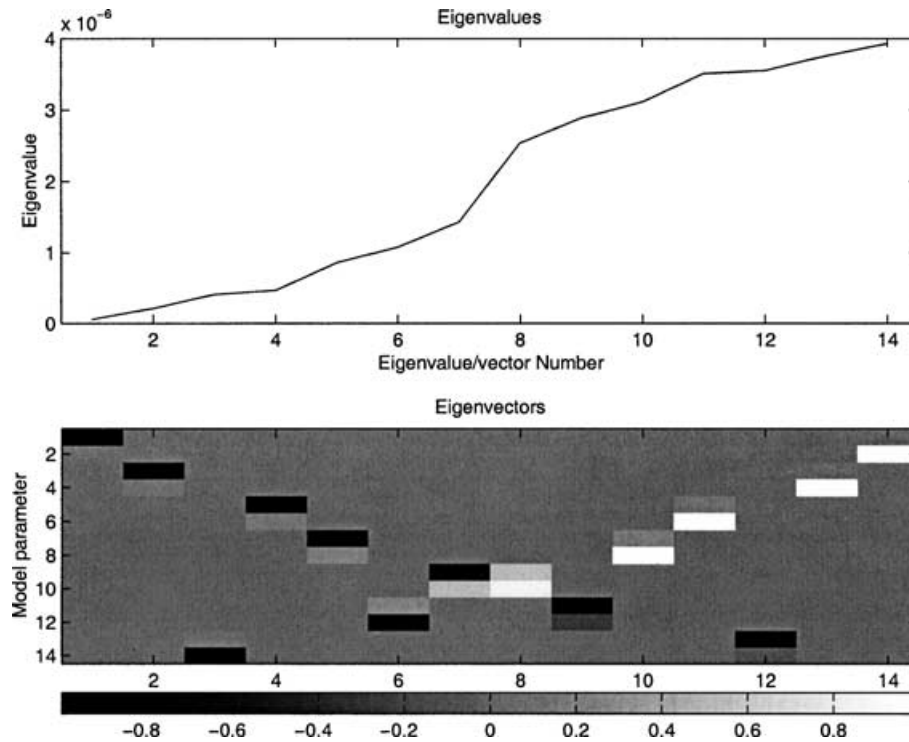 Eigenvalues
x 10⁻⁶
4
3
2
1
0
Eigenvalue
2 4 6 8 10 12 14
Eigenvalue/vector Number
Eigenvectors
2
4
6
8
10
12
14
Model parameter
2 4 6 8 10 12 14
−0.8 −0.6 −0.4 −0.2 0 0.2 0.4 0.6 0.8